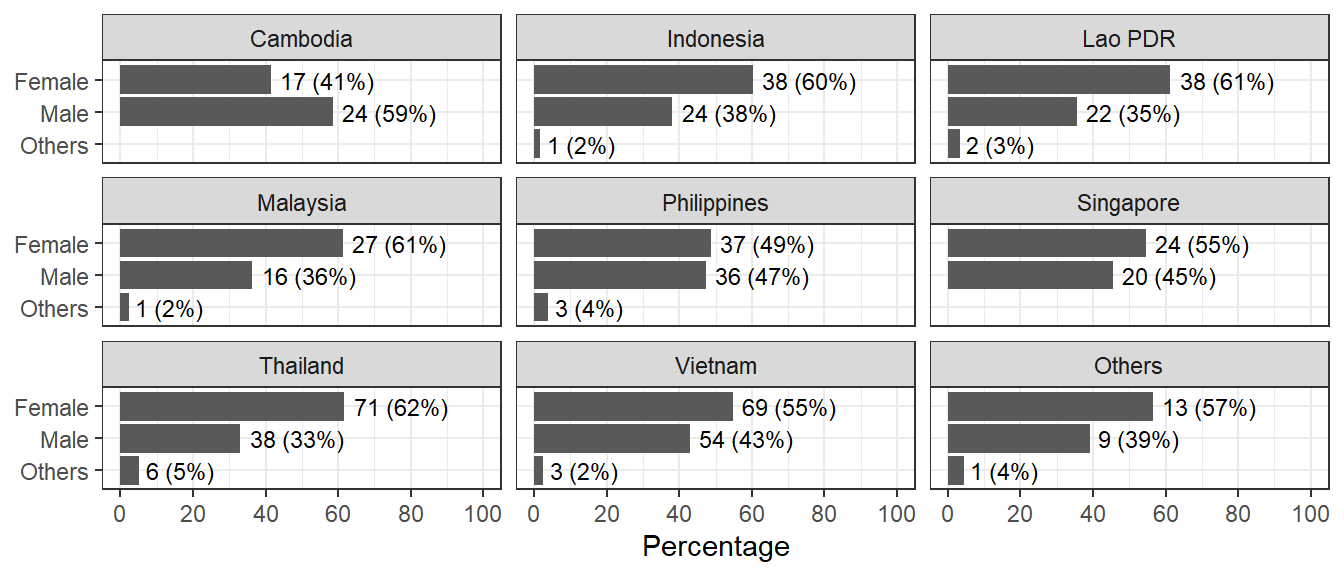 Cambodia
Female 17 (41%)
Male 24 (59%)
Others
Indonesia
38 (60%)
24 (38%)
1 (2%)
Lao PDR
38 (61%)
22 (35%)
2 (3%)
Malaysia
Female 27 (61%)
Male 16 (36%)
Others 1 (2%)
Philippines
37 (49%)
36 (47%)
3 (4%)
Singapore
24 (55%)
20 (45%)
Thailand
Female 71 (62%)
Male 38 (33%)
Others 6 (5%)
Vietnam
69 (55%)
54 (43%)
3 (2%)
Others
13 (57%)
9 (39%)
1 (4%)
0 20 40 60 80 100
0 20 40 60 80 100
0 20 40 60 80 100
Percentage